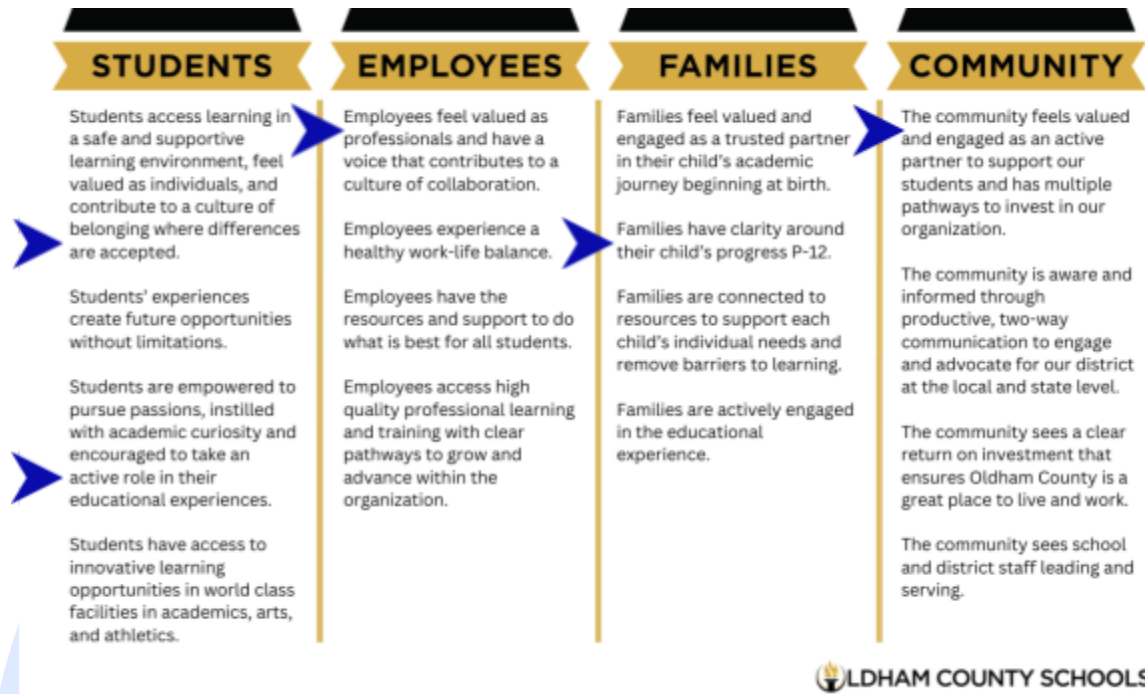 STUDENTS
Students access learning in
a safe and supportive
learning environment, feel
valued as individuals, and
contribute to a culture of
belonging where differences
are accepted.
Students' experiences
create future opportunities
without limitations.
Students are empowered to
pursue passions, instilled
with academic curiosity and
encouraged to take an
active role in their
educational experiences.
Students have access to
innovative learning
opportunities in world class
facilities in academics, arts,
and athletics.
EMPLOYEES
Employees feel valued as
professionals and have a
voice that contributes to a
culture of collaboration.
Employees experience a
healthy work-life balance.
Employees have the
resources and support to do
what is best for all students.
Employees access high
quality professional learning
and training with clear
pathways to grow and
advance within the
organization.
FAMILIES
Families feel valued and
engaged as a trusted partner
in their child's academic
journey beginning at birth.
Families have clarity around
their child's progress P-12.
Families are connected to
resources to support each
child's individual needs and
remove barriers to learning.
Families are actively engaged
in the educational
experience.
COMMUNITY
The community feels valued
and engaged as an active
partner to support our
students and has multiple
pathways to invest in our
organization.
The community is aware and
informed through
productive, two-way
communication to engage
and advocate for our district
at the local and state level.
The community sees a clear
return on investment that
ensures Oldham County is a
great place to live and work.
The community sees school
and district staff leading and
serving.
OLDHAM COUNTY SCHOOLS